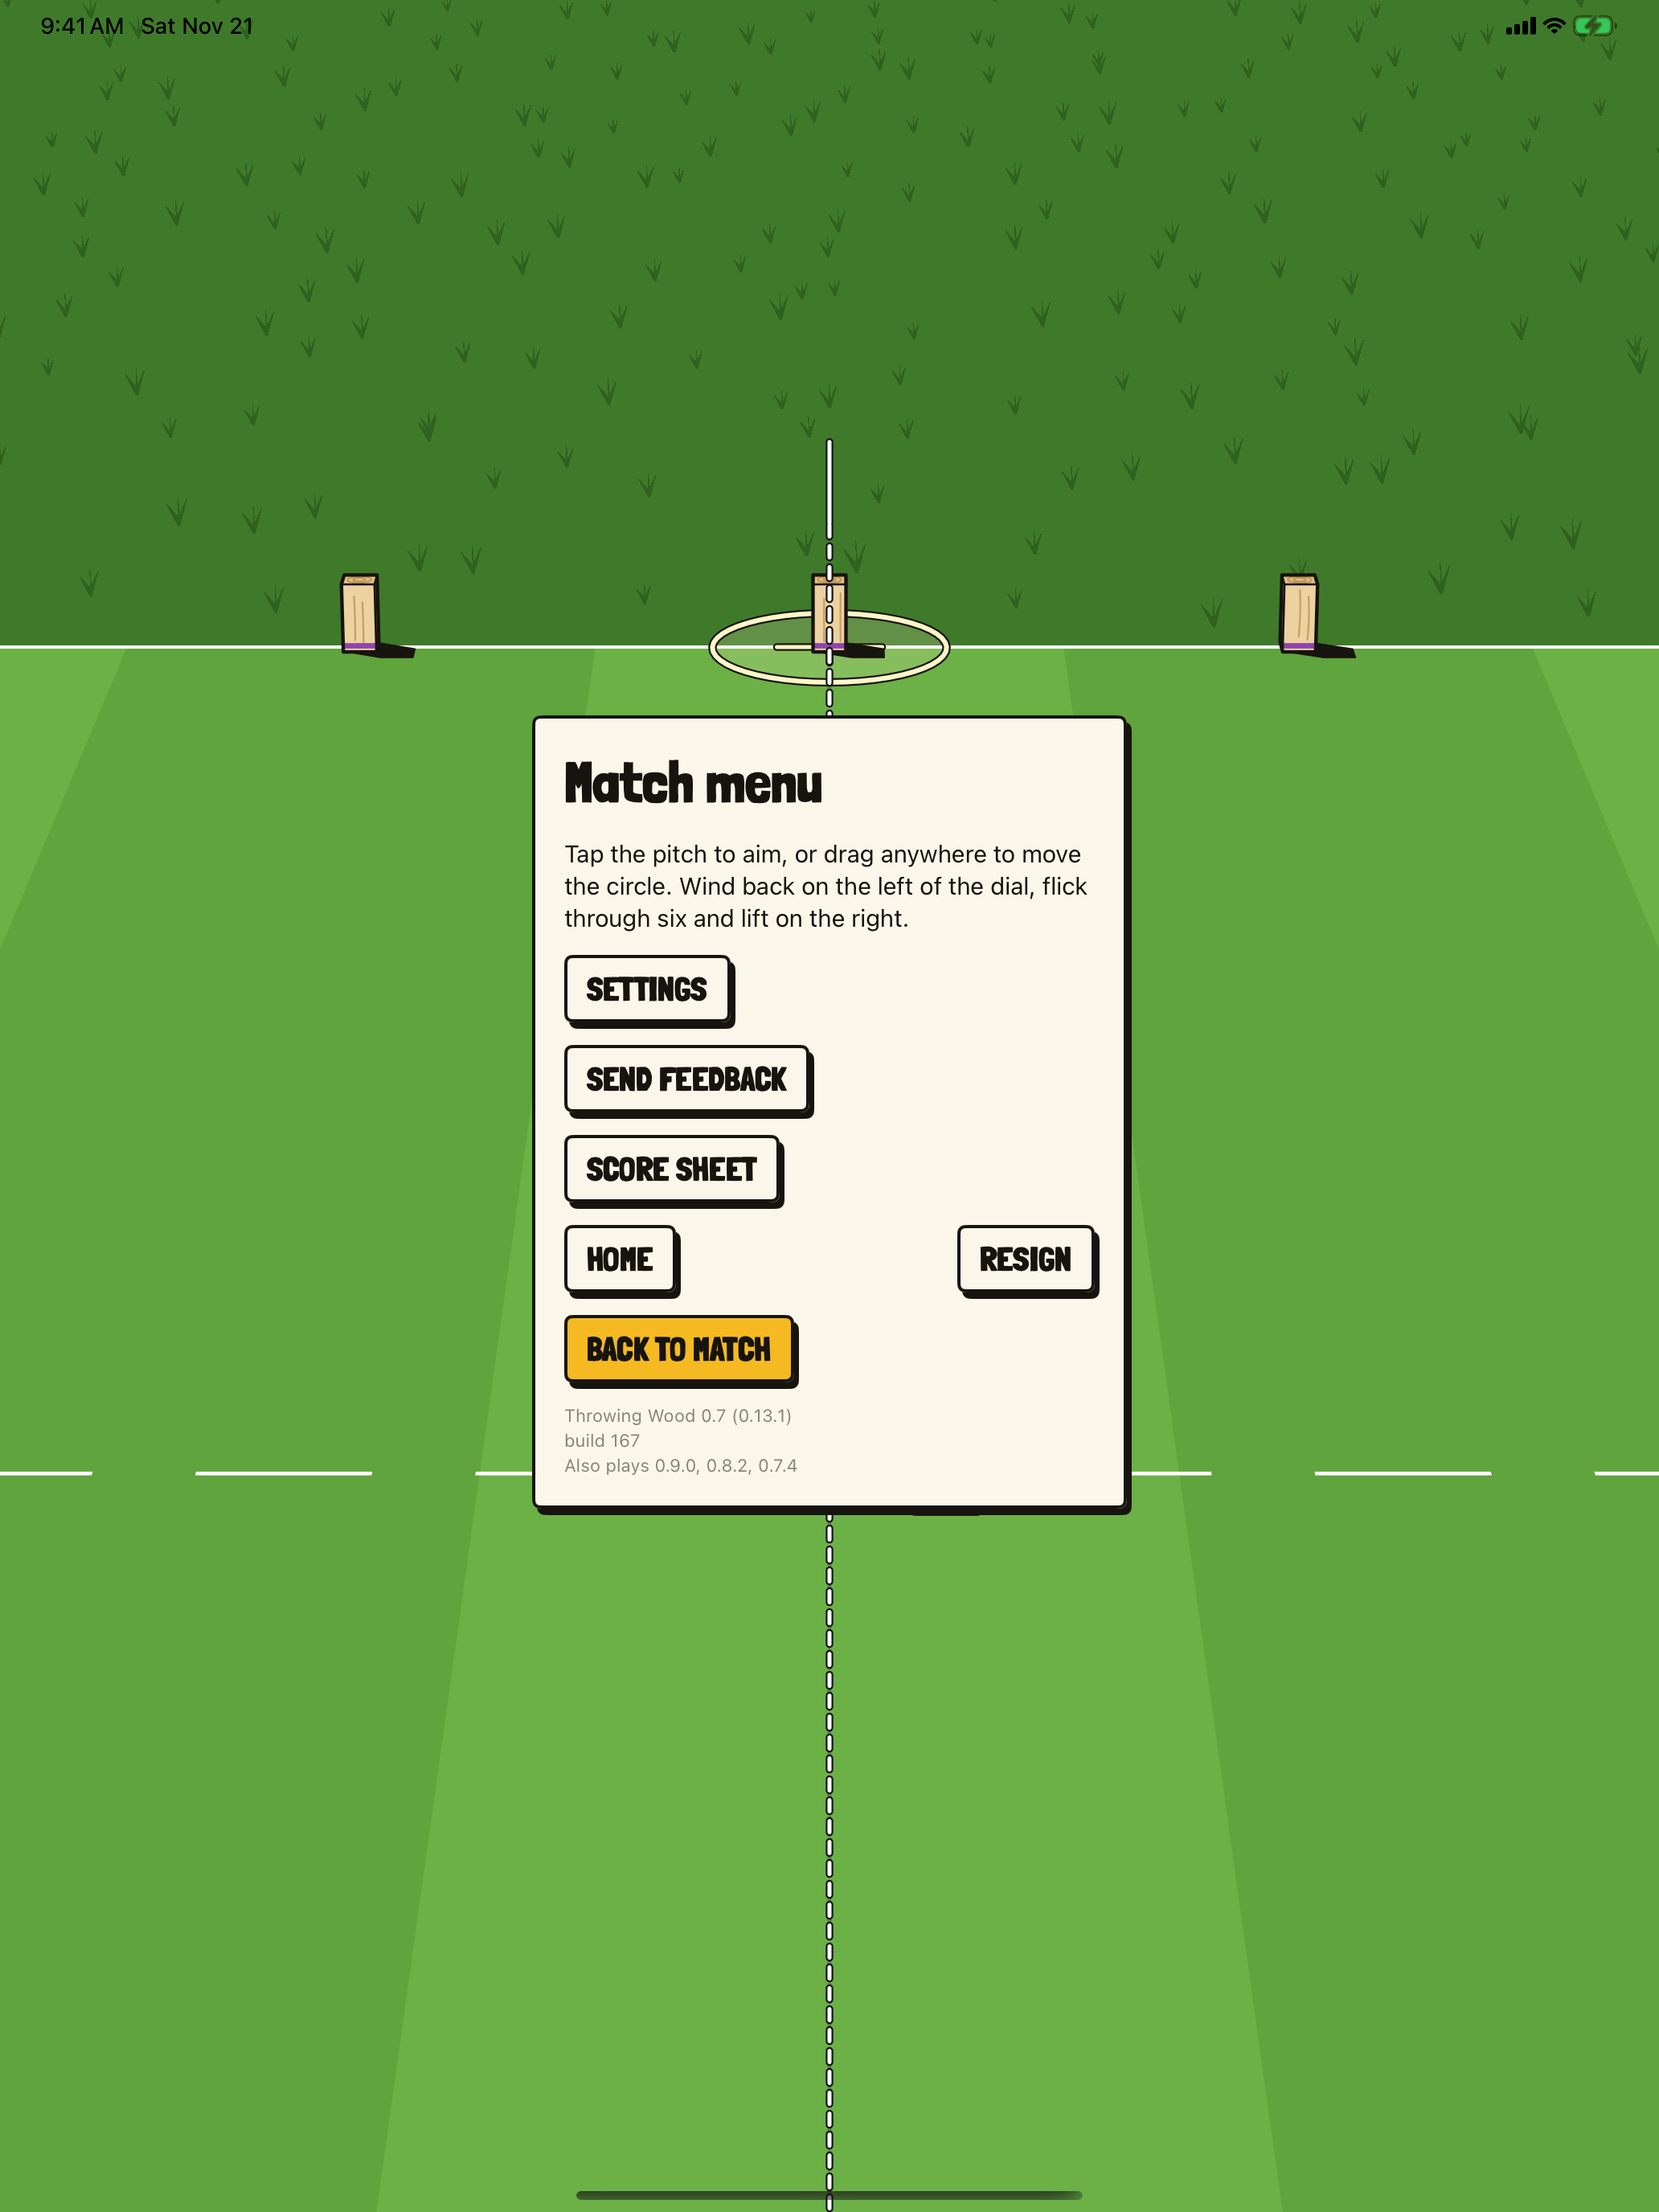 9:41 AM Sat Nov 21
Match menu
Tap the pitch to aim, or drag anywhere to move
the circle. Wind back on the left of the dial, flick
through six and lift on the right.
SETTINGS
SEND FEEDBACK
SCORE SHEET
HOME
RESIGN
BACK TO MATCH
Throwing Wood 0.7 (0.13.1)
build 167
Also plays 0.9.0, 0.8.2, 0.7.4